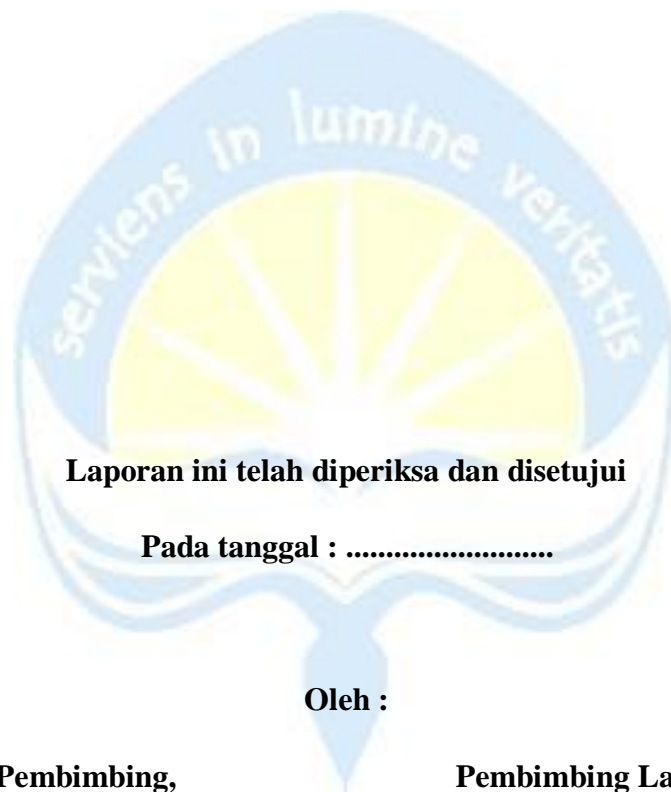 serviens in lumine veritatis
Laporan ini telah diperiksa dan disetujui
Pada tanggal : ..........................
Oleh :
Pembimbing, Pembimbing La